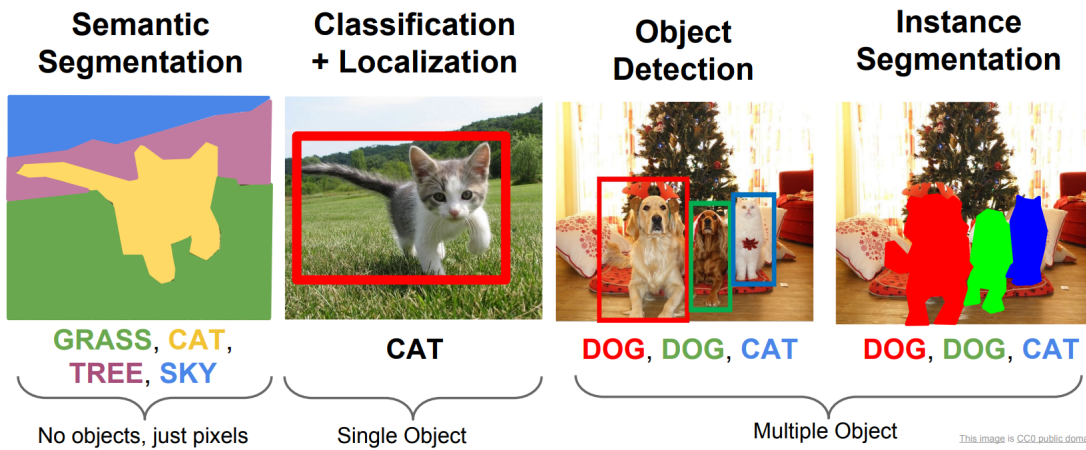 Semantic
Segmentation
Classification
+ Localization
Object
Detection
Instance
Segmentation
GRASS, CAT,
TREE, SKY
CAT
DOG, DOG, CAT
DOG, DOG, CAT
No objects, just pixels
Single Object
Multiple Object
This image is CC0 public doma